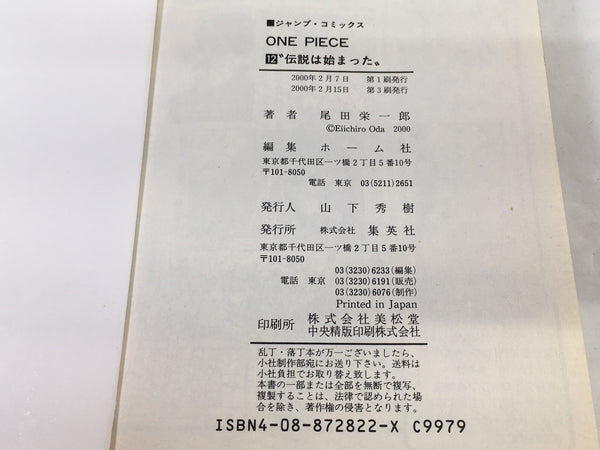 ■ジャンプ・コミックス
ONE PIECE
12〝伝説は始まった〟
2000年2月7日 第1刷発行
2000年2月15日 第3刷発行
著者 尾田栄一郎
©Eiichiro Oda 2000
編集 ホーム社
東京都千代田区一ツ橋2丁目5番10号
〒101-8050
電話 東京 03(5211)2651
発行人 山下秀樹
発行所 株式会社 集英社
東京都千代田区一ツ橋2丁目5番10号
〒101-8050
03(3230)6233(編集)
電話 東京 03(3230)6191(販売)
03(3230)6076(制作)
Printed in Japan
印刷所 株式会社美松堂
中央精版印刷株式会社
乱丁・落丁本が万一ございましたら、
小社制作部宛にお送り下さい。送料は
小社負担でお取り替え致します。
本書の一部または全部を無断で複写、
複製することは、法律で認められた場
合を除き、著作権の侵害となります。
ISBN4-08-872822-X C9979